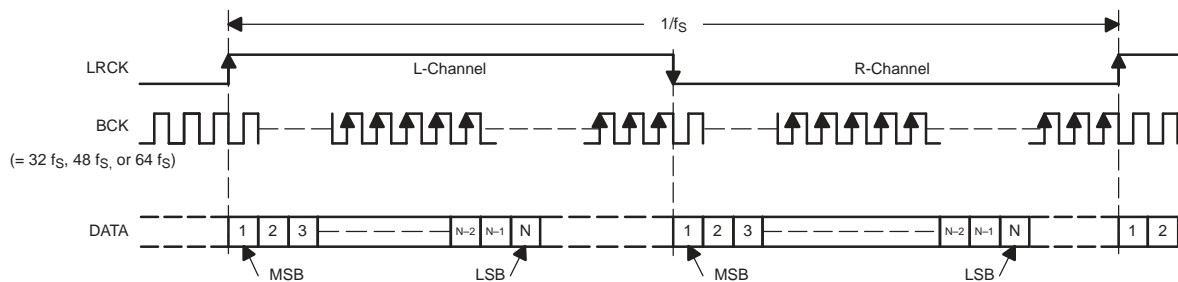 1/fS
LRCK
L-Channel
R-Channel
BCK
(= 32 fS, 48 fS, or 64 fS)
DATA
1 2 3 N–2 N–1 N 1 2 3 N–2 N–1 N 1 2
MSB LSB MSB LSB